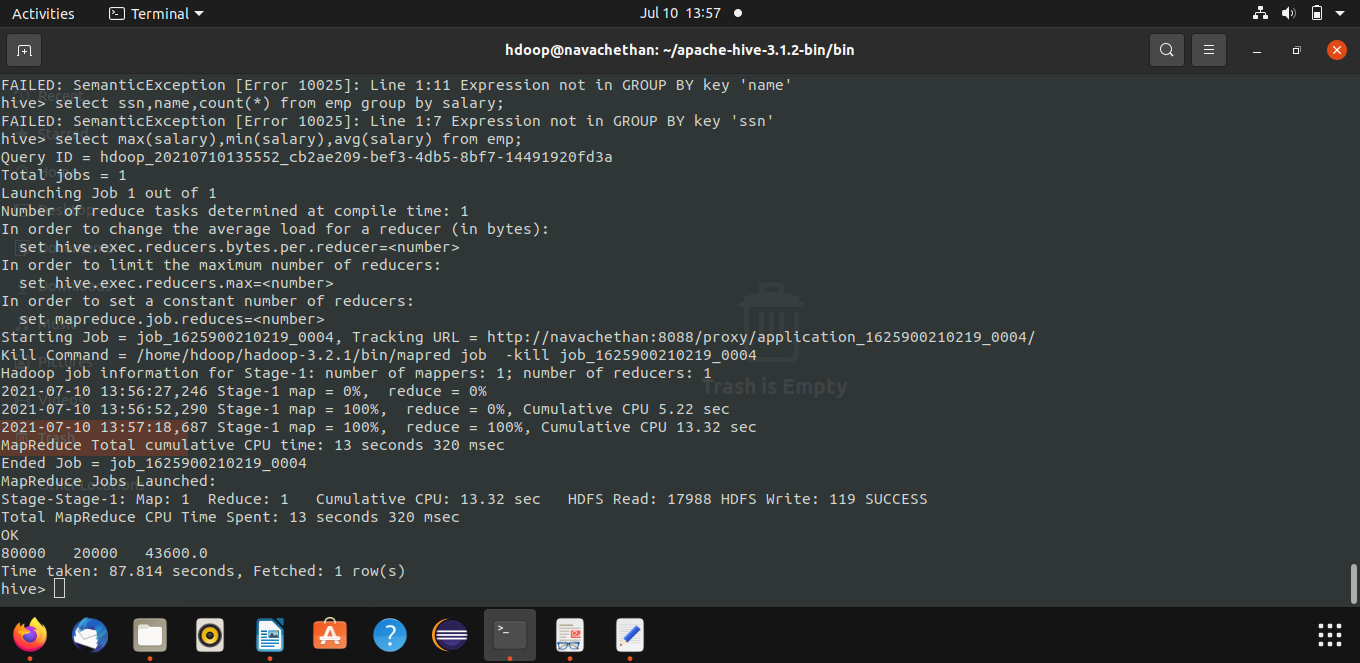 Activities
Terminal
Jul 10 13:57
hdoop@navachethan: ~/apache-hive-3.1.2-bin/bin
FAILED: SemanticException [Error 10025]: Line 1:11 Expression not in GROUP BY key 'name'
hive> select ssn,name,count(*) from emp group by salary;
FAILED: SemanticException [Error 10025]: Line 1:7 Expression not in GROUP BY key 'ssn'
hive> select max(salary),min(salary),avg(salary) from emp;
Query ID = hdoop_20210710135552_cb2ae209-bef3-4db5-8bf7-14491920fd3a
Total jobs = 1
Launching Job 1 out of 1
Number of reduce tasks determined at compile time: 1
In order to change the average load for a reducer (in bytes):
  set hive.exec.reducers.bytes.per.reducer=<number>
In order to limit the maximum number of reducers:
  set hive.exec.reducers.max=<number>
In order to set a constant number of reducers:
  set mapreduce.job.reduces=<number>
Starting Job = job_1625900210219_0004, Tracking URL = http://navachethan:8088/proxy/application_1625900210219_0004/
Kill Command = /home/hdoop/hadoop-3.2.1/bin/mapred job  -kill job_1625900210219_0004
Hadoop job information for Stage-1: number of mappers: 1; number of reducers: 1
2021-07-10 13:56:27,246 Stage-1 map = 0%,  reduce = 0%
2021-07-10 13:56:52,290 Stage-1 map = 100%,  reduce = 0%, Cumulative CPU 5.22 sec
2021-07-10 13:57:18,687 Stage-1 map = 100%,  reduce = 100%, Cumulative CPU 13.32 sec
MapReduce Total cumulative CPU time: 13 seconds 320 msec
Ended Job = job_1625900210219_0004
MapReduce Jobs Launched:
Stage-Stage-1: Map: 1  Reduce: 1   Cumulative CPU: 13.32 sec   HDFS Read: 17988 HDFS Write: 119 SUCCESS
Total MapReduce CPU Time Spent: 13 seconds 320 msec
OK
80000   20000   43600.0
Time taken: 87.814 seconds, Fetched: 1 row(s)
hive>
Trash is Empty
Recent
Starred
Trash